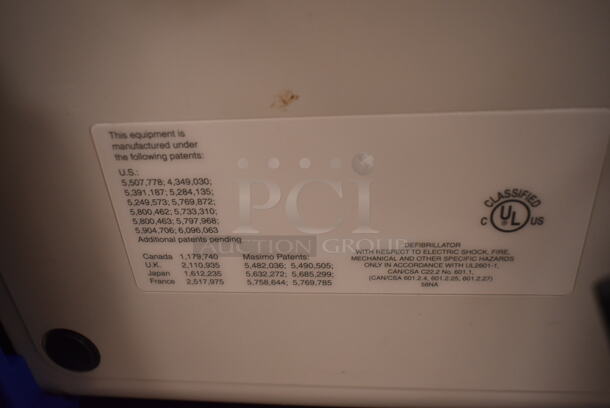 This equipment is
manufactured under
the following patents:
U.S.:
5,507,778; 4,349,030;
5,391,187; 5,284,135;
5,249,573; 5,769,872;
5,800,462; 5,733,310;
5,800,463; 5,797,968;
5,904,706; 6,096,063
Additional patents pending
Canada 1,179,740
U.K. 2,110,935
Japan 1,612,235
France 2,517,975
Masimo Patents:
5,482,036; 5,490,505;
5,632,272; 5,685,299;
5,758,644; 5,769,785
CLASSIFIED
C UL US
DEFIBRILLATOR
WITH RESPECT TO ELECTRIC SHOCK, FIRE,
MECHANICAL AND OTHER SPECIFIC HAZARDS
ONLY IN ACCORDANCE WITH UL2601-1,
CAN/CSA C22.2 No. 601.1,
(CAN/CSA 601.2.4, 601.2.25, 601.2.27)
58NA
PCI
AUCTION GROUP